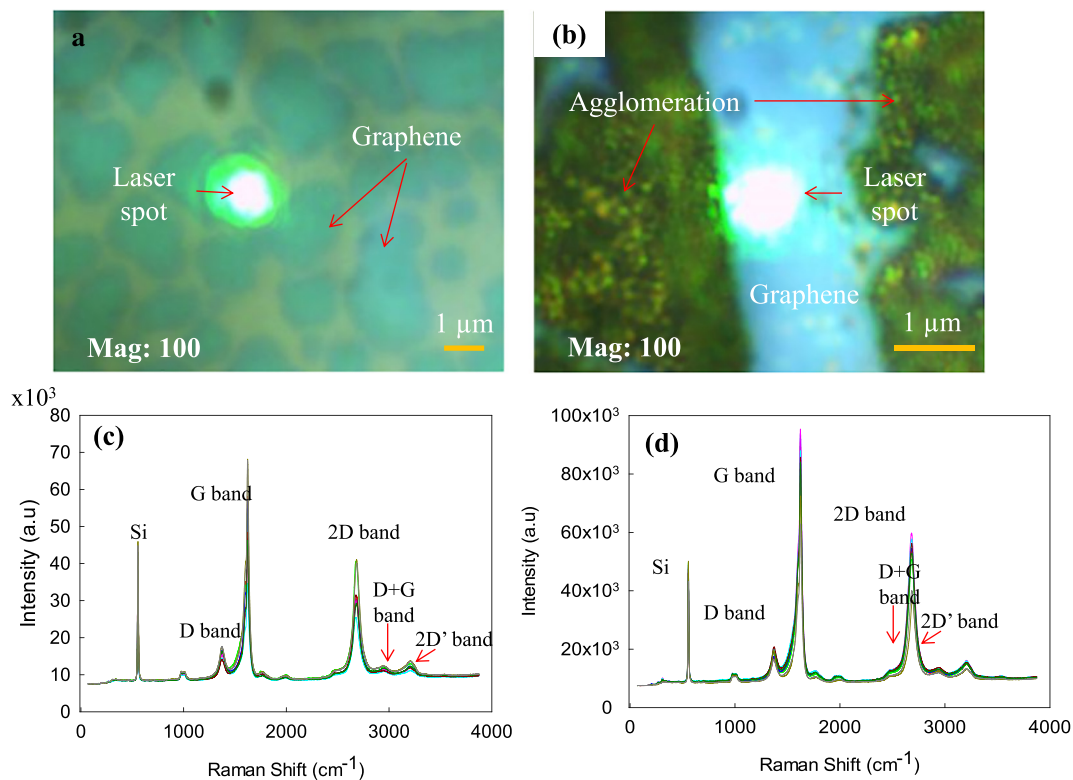 a
Graphene
Laser
spot
1 µm
Mag: 100
(b)
Agglomeration
Laser
spot
Graphene
1 µm
Mag: 100
x10³
(c)
80
70
60
50
40
30
20
10
0
Intensity (a.u)
Si
G band
D band
2D band
D+G
band
2D' band
0
1000
2000
3000
4000
Raman Shift (cm⁻¹)
(d)
100x10³
80x10³
60x10³
40x10³
20x10³
0
Intensity (a.u)
Si
G band
D band
2D band
D+G
band
2D' band
0
1000
2000
3000
4000
Raman Shift (cm⁻¹)